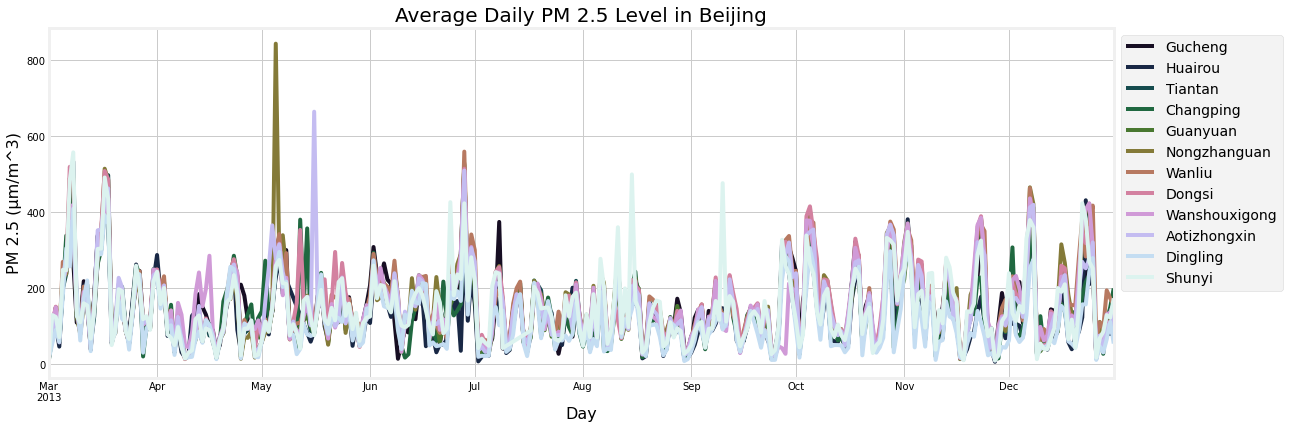 Average Daily PM 2.5 Level in Beijing
PM 2.5 (μm/m^3)
800
600
400
200
0
Mar
2013
Apr
May
Jun
Jul
Aug
Sep
Oct
Nov
Dec
Day
Gucheng
Huairou
Tiantan
Changping
Guanyuan
Nongzhanguan
Wanliu
Dongsi
Wanshouxigong
Aotizhongxin
Dingling
Shunyi